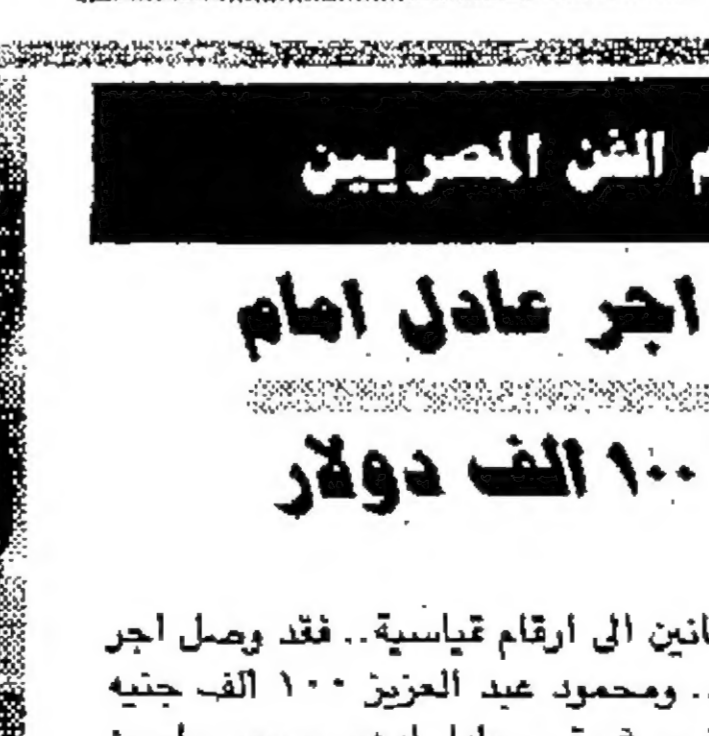 م الفن المصريين
اجر عادل امام
١٠٠ الف دولار
انين الى ارقام قياسية.. فقد وصل اجر
.. ومحمود عبد العزيز ١٠٠ الف جنيه